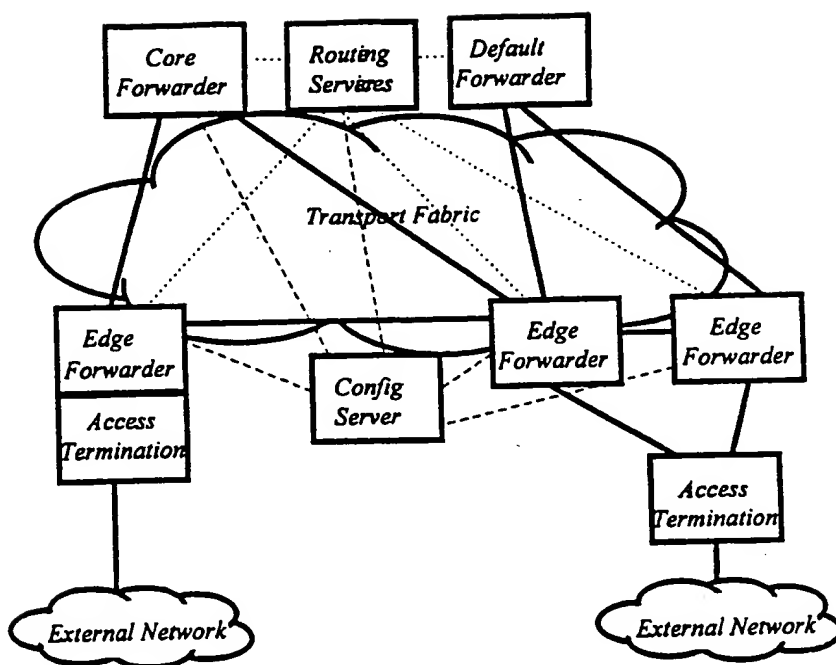 Core
Forwarder
Routing
Services
Default
Forwarder
Transport Fabric
Edge
Forwarder
Edge
Forwarder
Edge
Forwarder
Config
Server
Access
Termination
Access
Termination
External Network
External Network